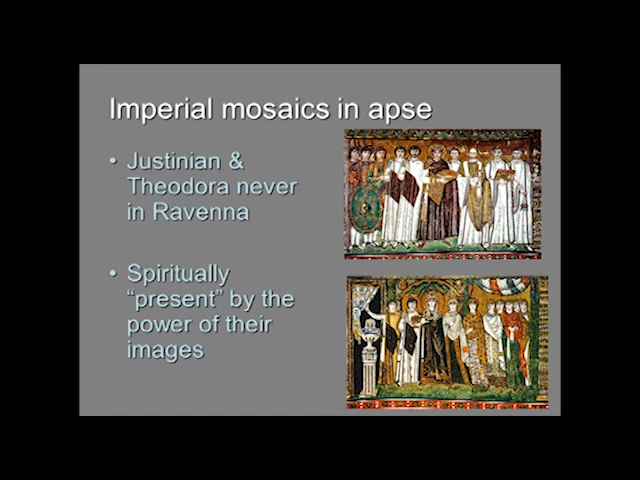 Imperial mosaics in apse
• Justinian &
Theodora never
in Ravenna
• Spiritually
“present” by the
power of their
images